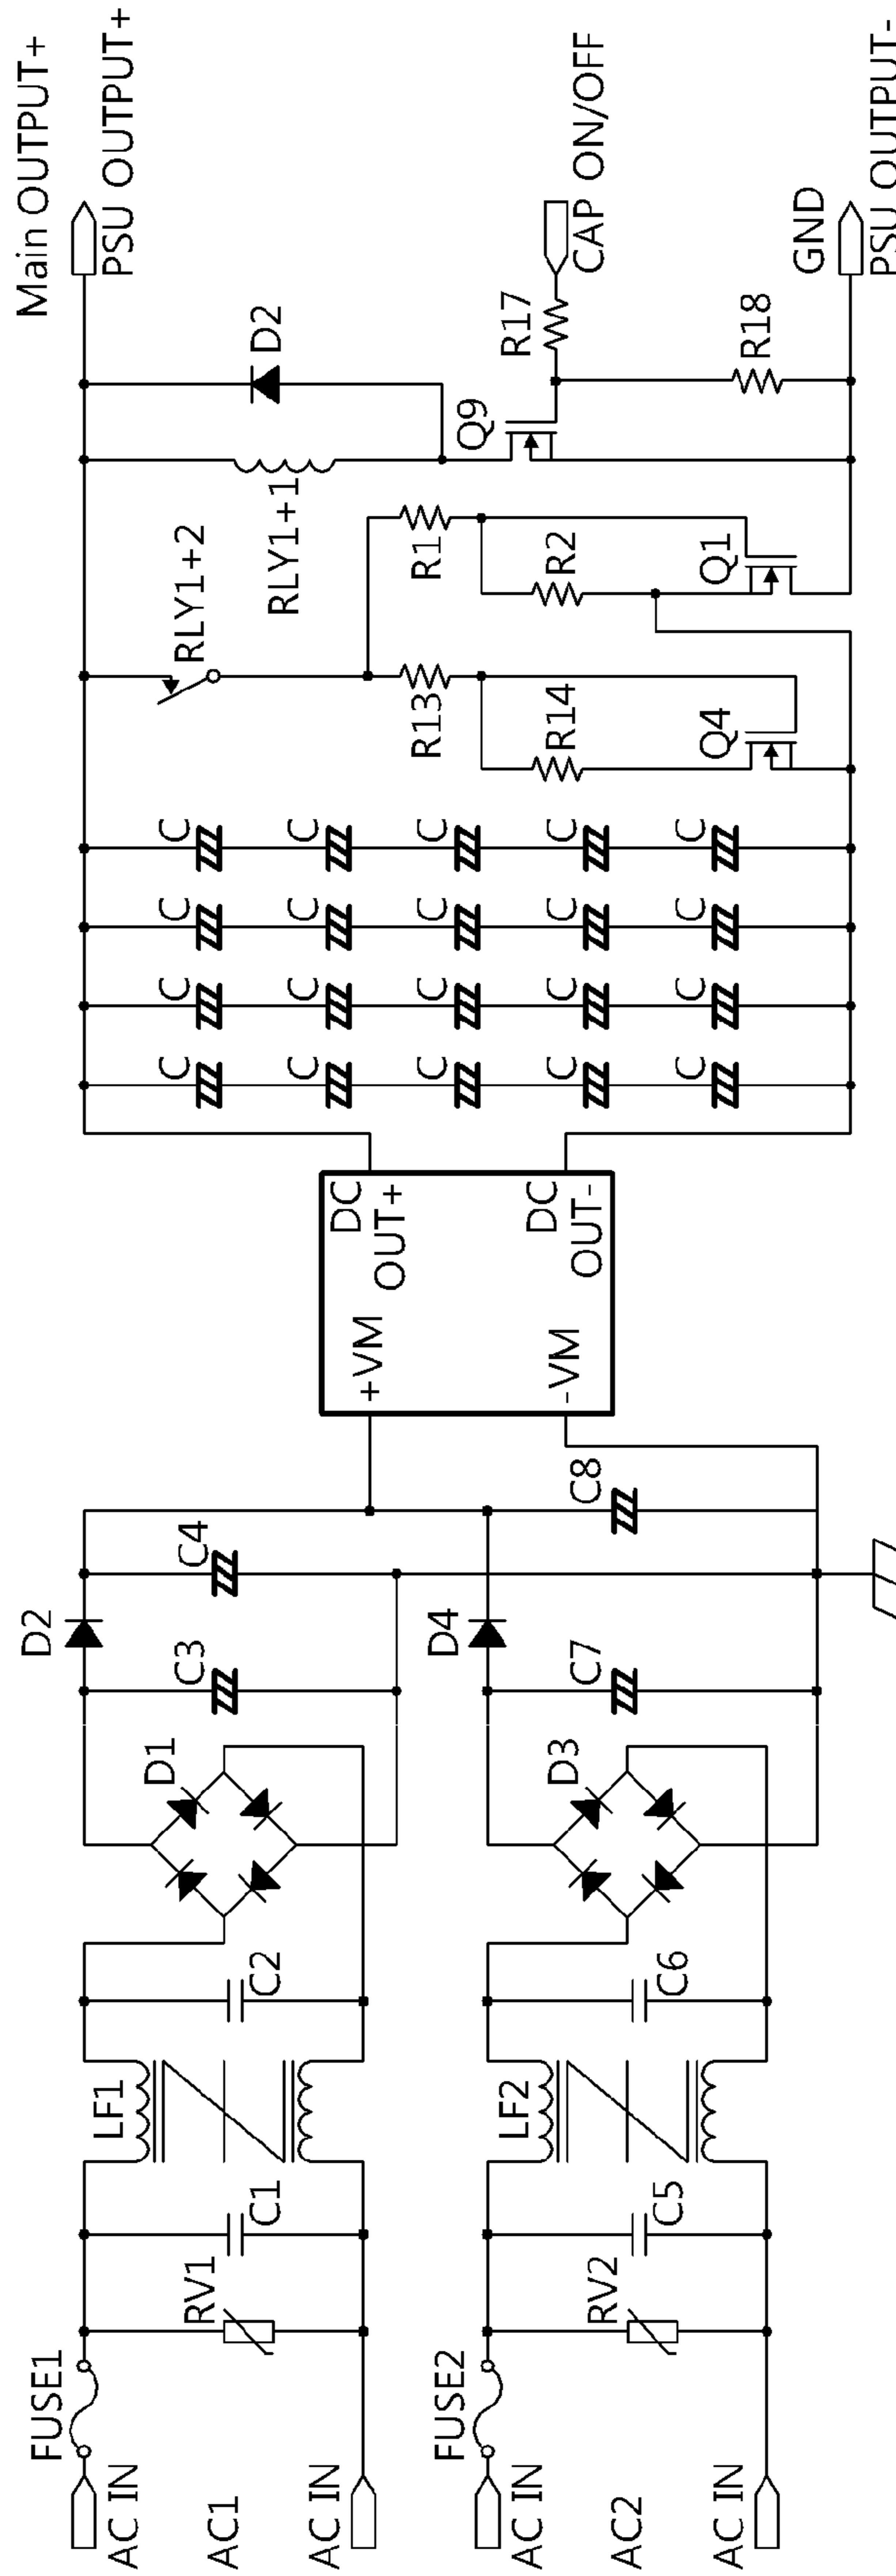 Main OUTPUT+
PSU OUTPUT+
CAP ON/OFF
GND
PSU OUTPUT-
D2
R17
R18
Q9
RLY1+1
RLY1+2
R1
R2
Q1
R13
R14
Q4
C C C C C
C C C C C
C C C C C
C C C C C
DC
OUT+
DC
OUT-
+VM
-VM
C4
C8
D2
C3
D4
C7
D1
D3
C2
C6
LF1
LF2
C1
C5
RV1
RV2
FUSE1
FUSE2
AC IN
AC1
AC IN
AC IN
AC2
AC IN